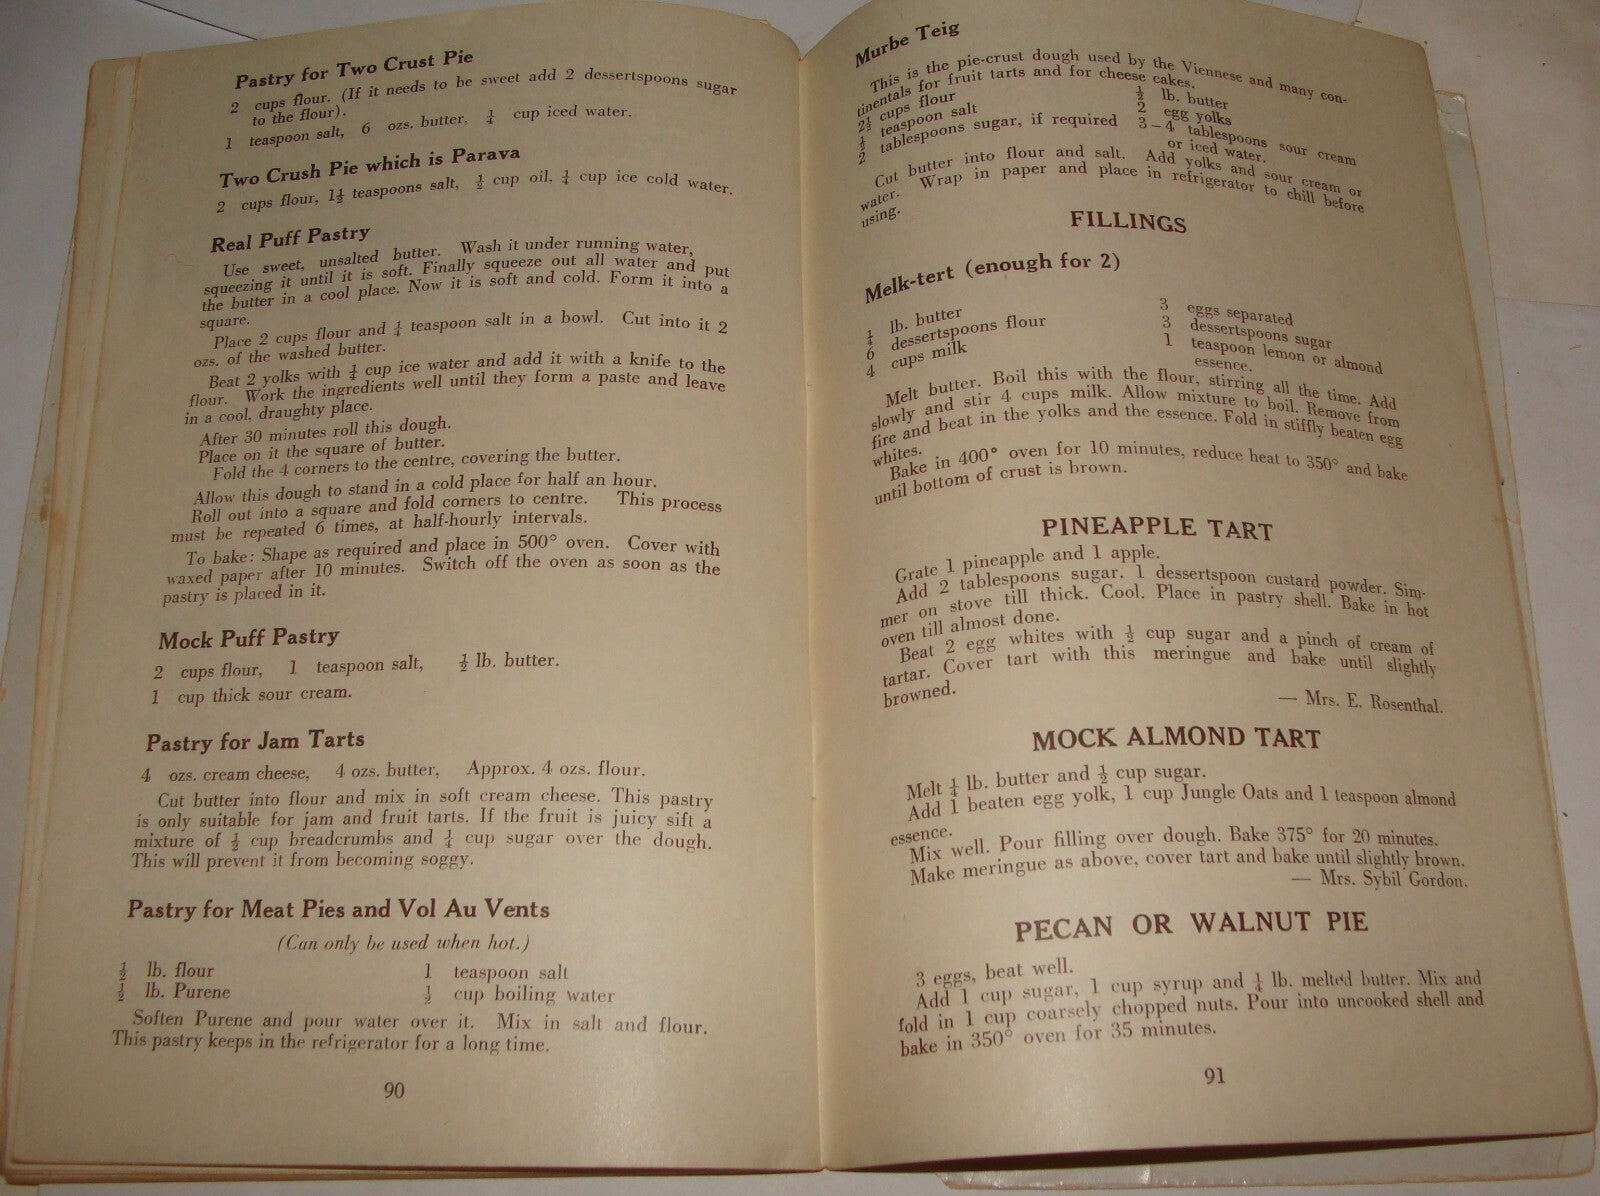 Pastry for Two Crust Pie
2 cups flour. (If it needs to be sweet add 2 dessertspoons sugar
to the flour).
1 teaspoon salt, 6 ozs. butter, ¼ cup iced water.
Two Crush Pie which is Parava
2 cups flour, 1½ teaspoons salt, ½ cup oil, ¼ cup ice cold water.
Real Puff Pastry
Use sweet, unsalted butter. Wash it under running water,
squeezing it until it is soft. Finally squeeze out all water and put
the butter in a cool place. Now it is soft and cold. Form it into a
square.
Place 2 cups flour and ¼ teaspoon salt in a bowl. Cut into it 2
ozs. of the washed butter.
Beat 2 yolks with ¼ cup ice water and add it with a knife to the
flour. Work the ingredients well until they form a paste and leave
in a cool, draughty place.
After 30 minutes roll this dough.
Place on it the square of butter.
Fold the 4 corners to the centre, covering the butter.
Allow this dough to stand in a cold place for half an hour.
Roll out into a square and fold corners to centre. This process
must be repeated 6 times, at half-hourly intervals.
To bake: Shape as required and place in 500° oven. Cover with
waxed paper after 10 minutes. Switch off the oven as soon as the
pastry is placed in it.
Mock Puff Pastry
2 cups flour, 1 teaspoon salt, ½ lb. butter.
1 cup thick sour cream.
Pastry for Jam Tarts
4 ozs. cream cheese, 4 ozs. butter, Approx. 4 ozs. flour.
Cut butter into flour and mix in soft cream cheese. This pastry
is only suitable for jam and fruit tarts. If the fruit is juicy sift a
mixture of ½ cup breadcrumbs and ¼ cup sugar over the dough.
This will prevent it from becoming soggy.
Pastry for Meat Pies and Vol Au Vents
(Can only be used when hot.)
½ lb. flour 1 teaspoon salt
½ lb. Purene ½ cup boiling water
Soften Purene and pour water over it. Mix in salt and flour.
This pastry keeps in the refrigerator for a long time.
90
Murbe Teig
This is the pie-crust dough used by the Viennese and many con-
tinentals for fruit tarts and for cheese cakes.
2½ cups flour ½ lb. butter
½ teaspoon salt 2 egg yolks
2 tablespoons sugar, if required 3 – 4 tablespoons sour cream
or iced water.
Cut butter into flour and salt. Add yolks and sour cream or
water. Wrap in paper and place in refrigerator to chill before
using.
FILLINGS
Melk-tert (enough for 2)
¼ lb. butter 3 eggs separated
6 dessertspoons flour 3 dessertspoons sugar
4 cups milk 1 teaspoon lemon or almond
essence.
Melt butter. Boil this with the flour, stirring all the time. Add
slowly and stir 4 cups milk. Allow mixture to boil. Remove from
fire and beat in the yolks and the essence. Fold in stiffly beaten egg
whites.
Bake in 400° oven for 10 minutes, reduce heat to 350° and bake
until bottom of crust is brown.
PINEAPPLE TART
Grate 1 pineapple and 1 apple.
Add 2 tablespoons sugar. 1 dessertspoon custard powder. Sim-
mer on stove till thick. Cool. Place in pastry shell. Bake in hot
oven till almost done.
Beat 2 egg whites with ½ cup sugar and a pinch of cream of
tartar. Cover tart with this meringue and bake until slightly
browned.
— Mrs. E. Rosenthal.
MOCK ALMOND TART
Melt ¼ lb. butter and ½ cup sugar.
Add 1 beaten egg yolk, 1 cup Jungle Oats and 1 teaspoon almond
essence.
Mix well. Pour filling over dough. Bake 375° for 20 minutes.
Make meringue as above, cover tart and bake until slightly brown.
— Mrs. Sybil Gordon.
PECAN OR WALNUT PIE
3 eggs, beat well.
Add 1 cup sugar, 1 cup syrup and ¼ lb. melted butter. Mix and
fold in 1 cup coarsely chopped nuts. Pour into uncooked shell and
bake in 350° oven for 35 minutes.
91